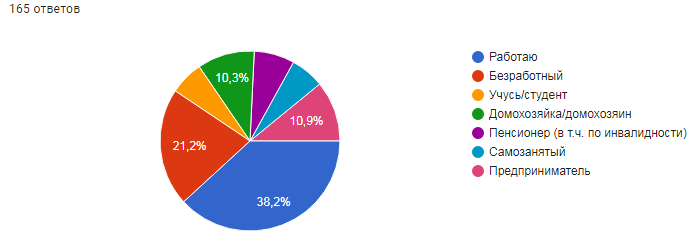 165 ответов
10,3%
10,9%
21,2%
38,2%
Работаю
Безработный
Учусь/студент
Домохозяйка/домохозяин
Пенсионер (в т.ч. по инвалидности)
Самозанятый
Предприниматель